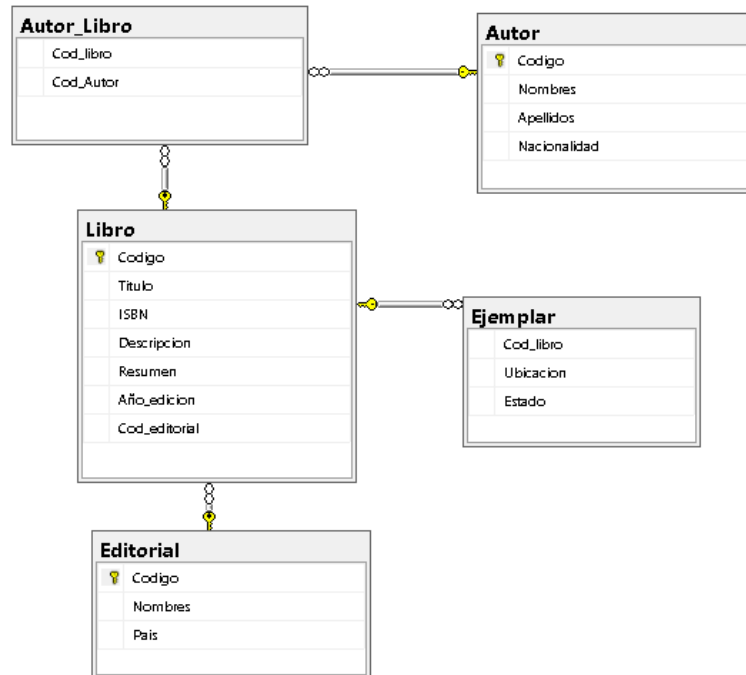 Autor_Libro
Cod_libro
Cod_Autor
Autor
Codigo
Nombres
Apellidos
Nacionalidad
Libro
Codigo
Titulo
ISBN
Descripcion
Resumen
Año_edicion
Cod_editorial
Ejemplar
Cod_libro
Ubicacion
Estado
Editorial
Codigo
Nombres
Pais